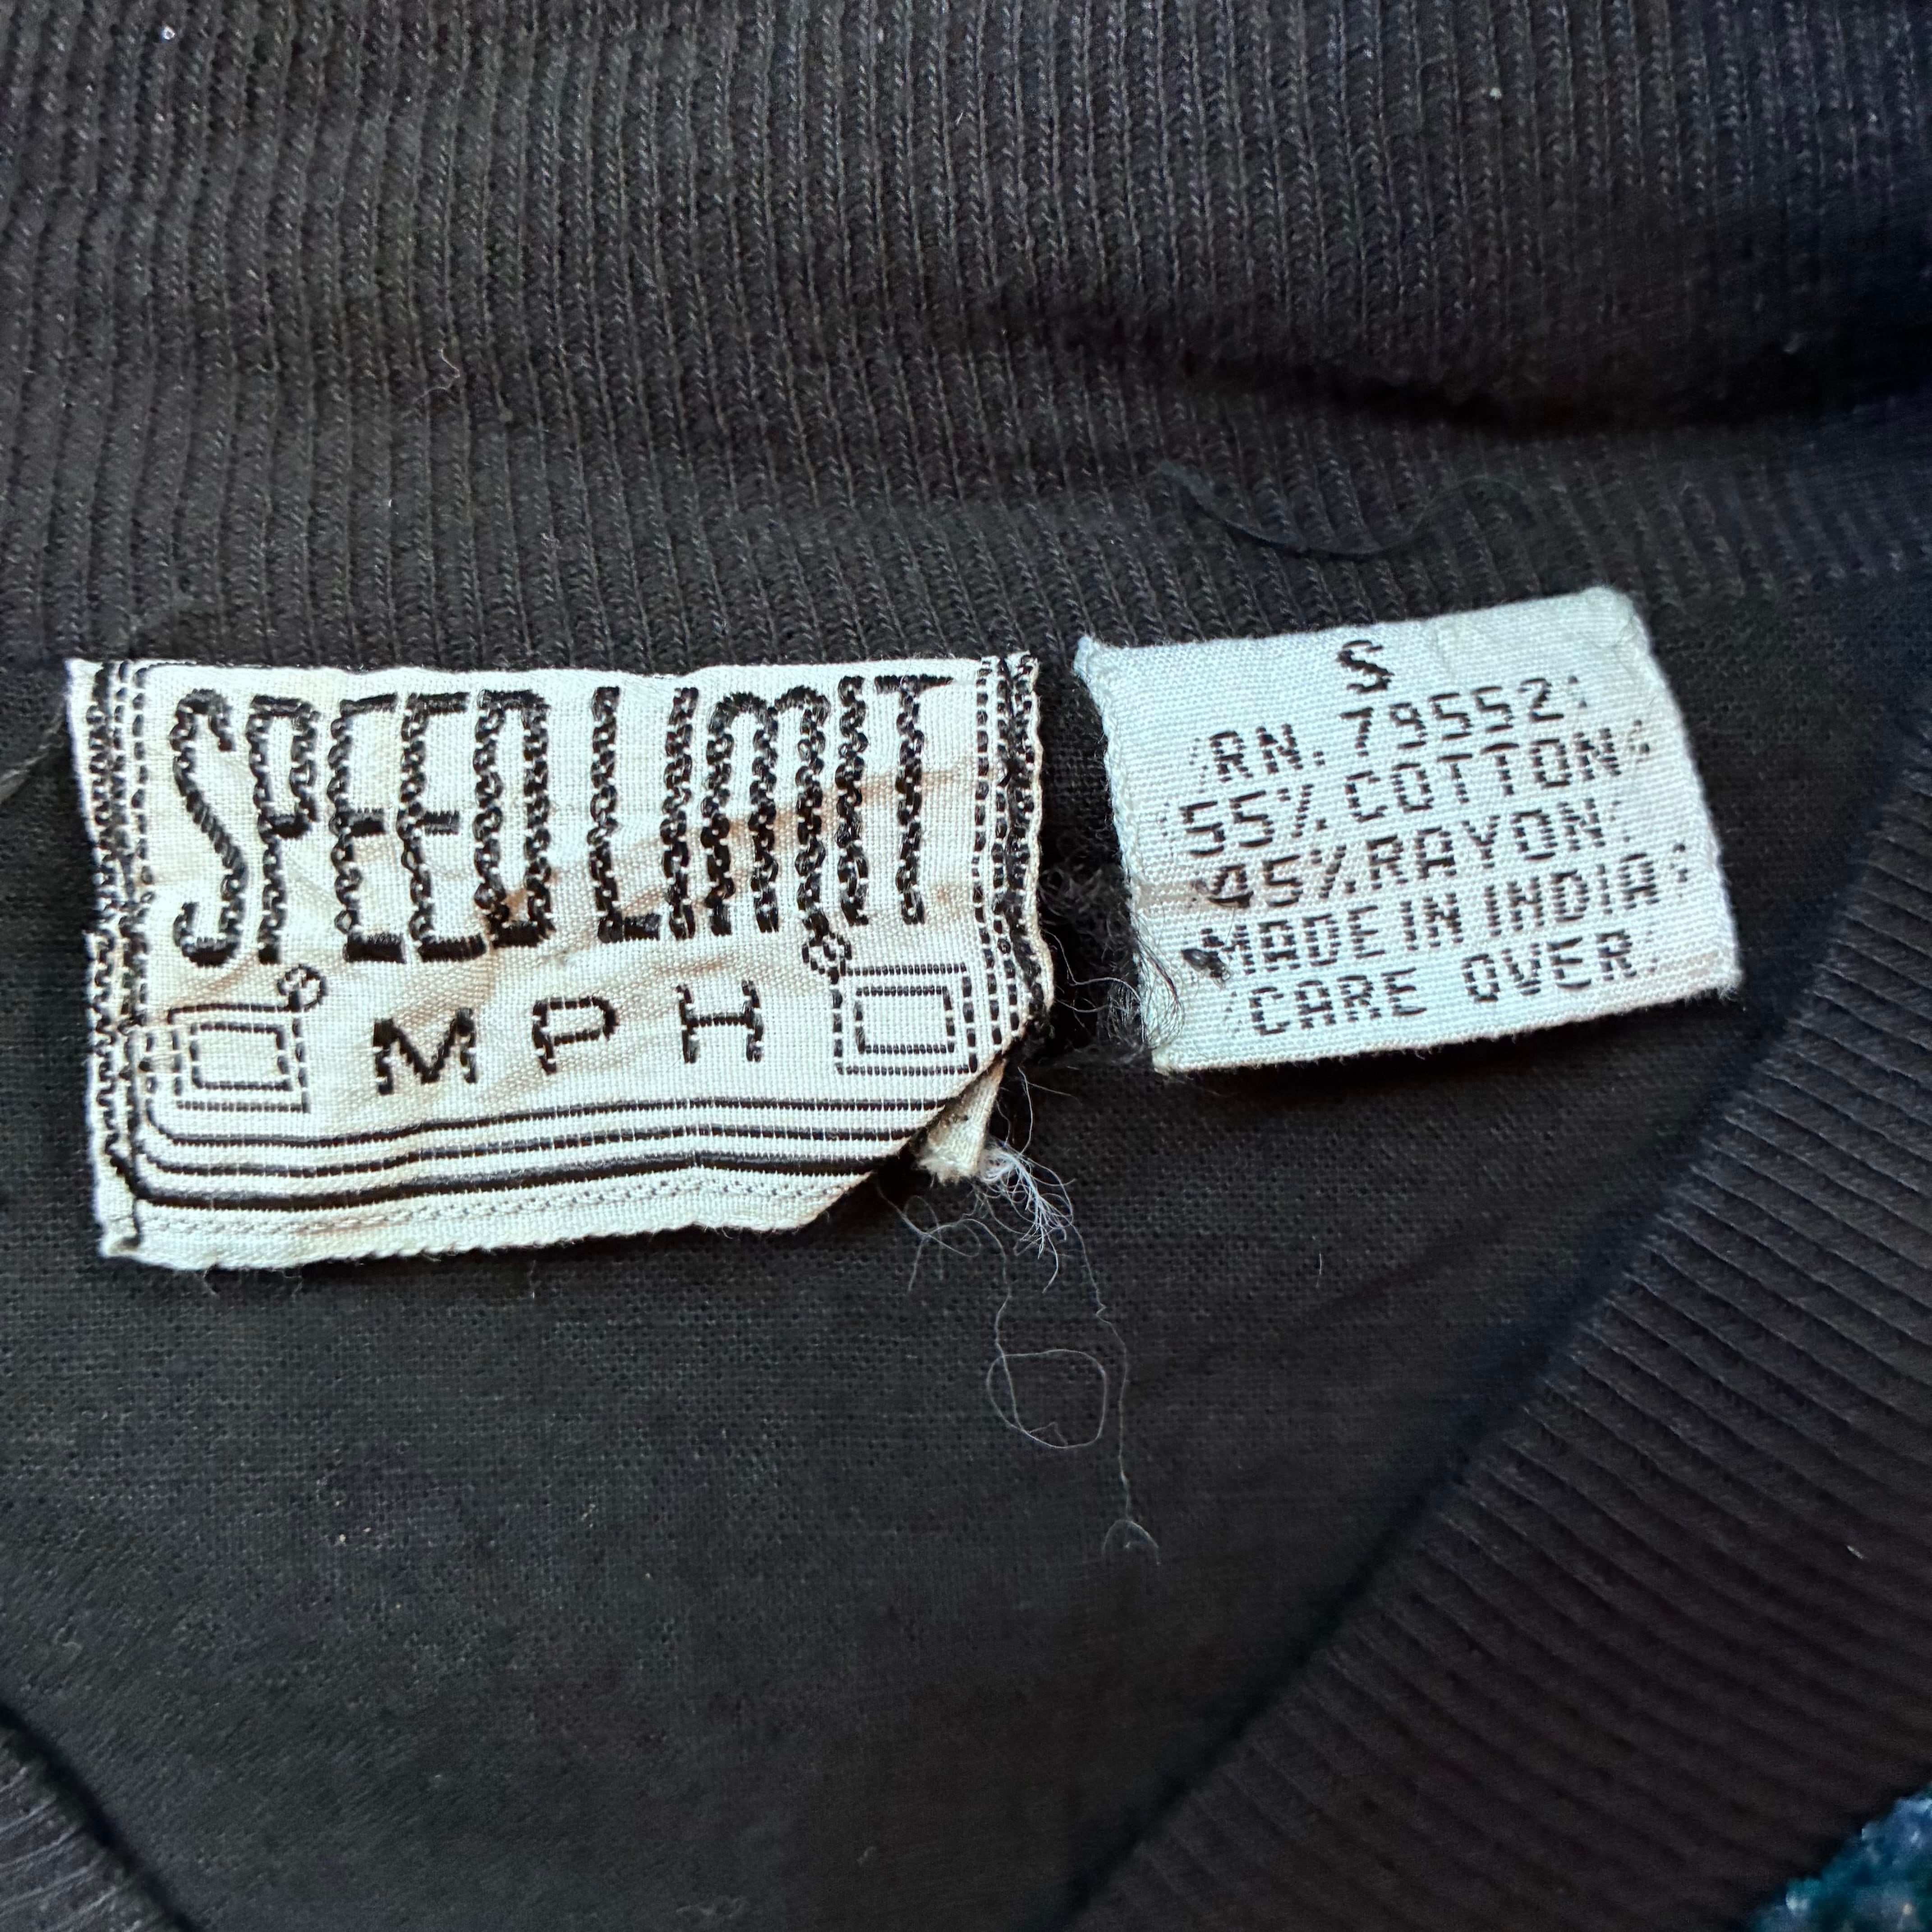 SPEED LIMIT
MPH
S
RN. 79552
55% COTTON
45% RAYON
MADE IN INDIA
CARE OVER